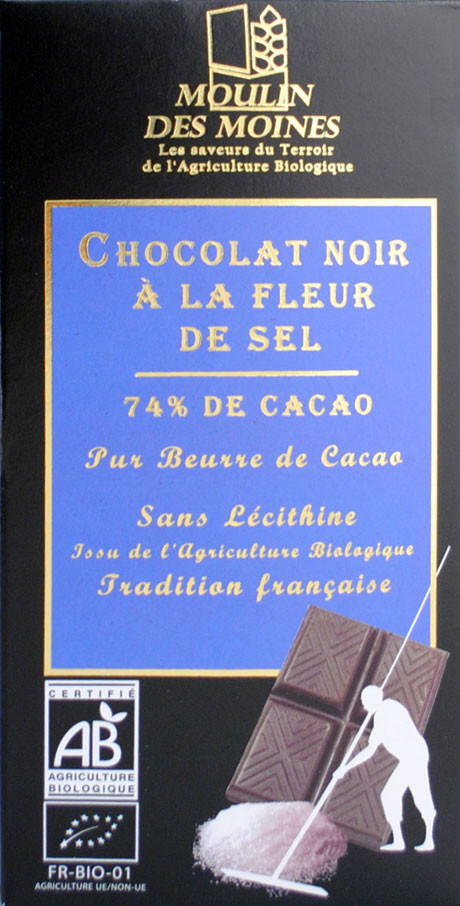 MOULIN
DES MOINES
Les saveurs du Terroir
de l'Agriculture Biologique
CHOCOLAT NOIR
À LA FLEUR
DE SEL
74% DE CACAO
Pur Beurre de Cacao
Sans Lécithine
Issu de l'Agriculture Biologique
Tradition française
CERTIFIÉ
AB
AGRICULTURE
BIOLOGIQUE
FR-BIO-01
AGRICULTURE UE/NON-UE